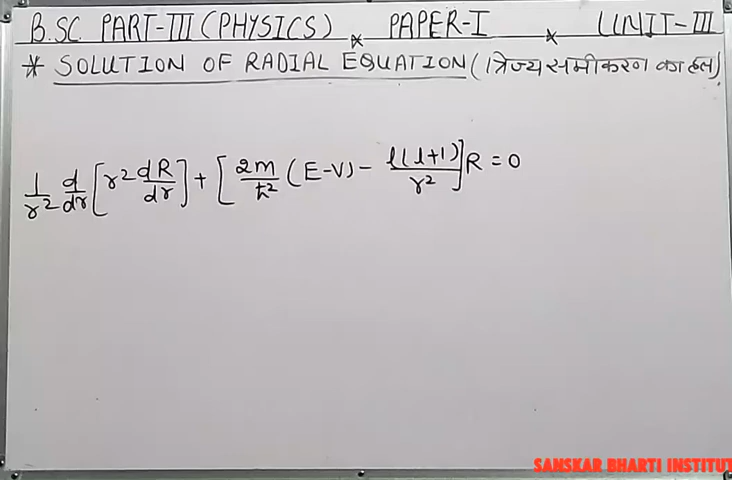 B.SC. PART-III (PHYSICS) * PAPER-I * UNIT-III
* SOLUTION OF RADIAL EQUATION (त्रिज्य समीकरण का हल)
1/r² d/dr [r² dR/dr] + [2m/ħ² (E-V) - l(l+1)/r²] R = 0
SANSKAR BHARTI INSTITUT